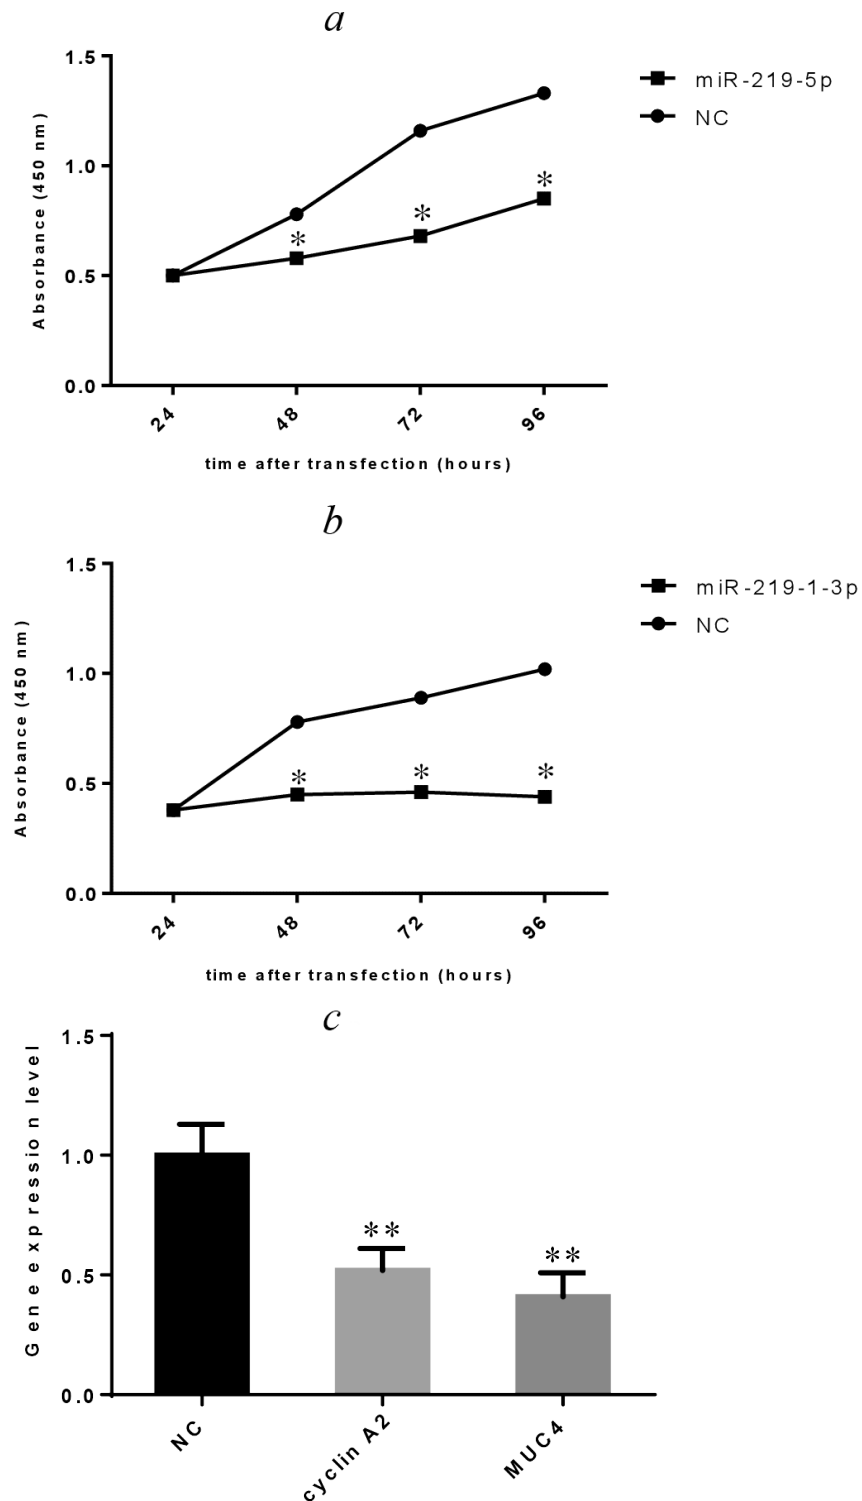 a
1.5
1.0
0.5
0.0
Absorbance (450 nm)
24
48
72
96
time after transfection (hours)
miR-219-5p
NC
*
*
*
b
1.5
1.0
0.5
0.0
Absorbance (450 nm)
24
48
72
96
time after transfection (hours)
miR-219-1-3p
NC
*
*
*
c
1.5
1.0
0.5
0.0
Gene expression level
**
**
NC
cyclin A2
MUC4